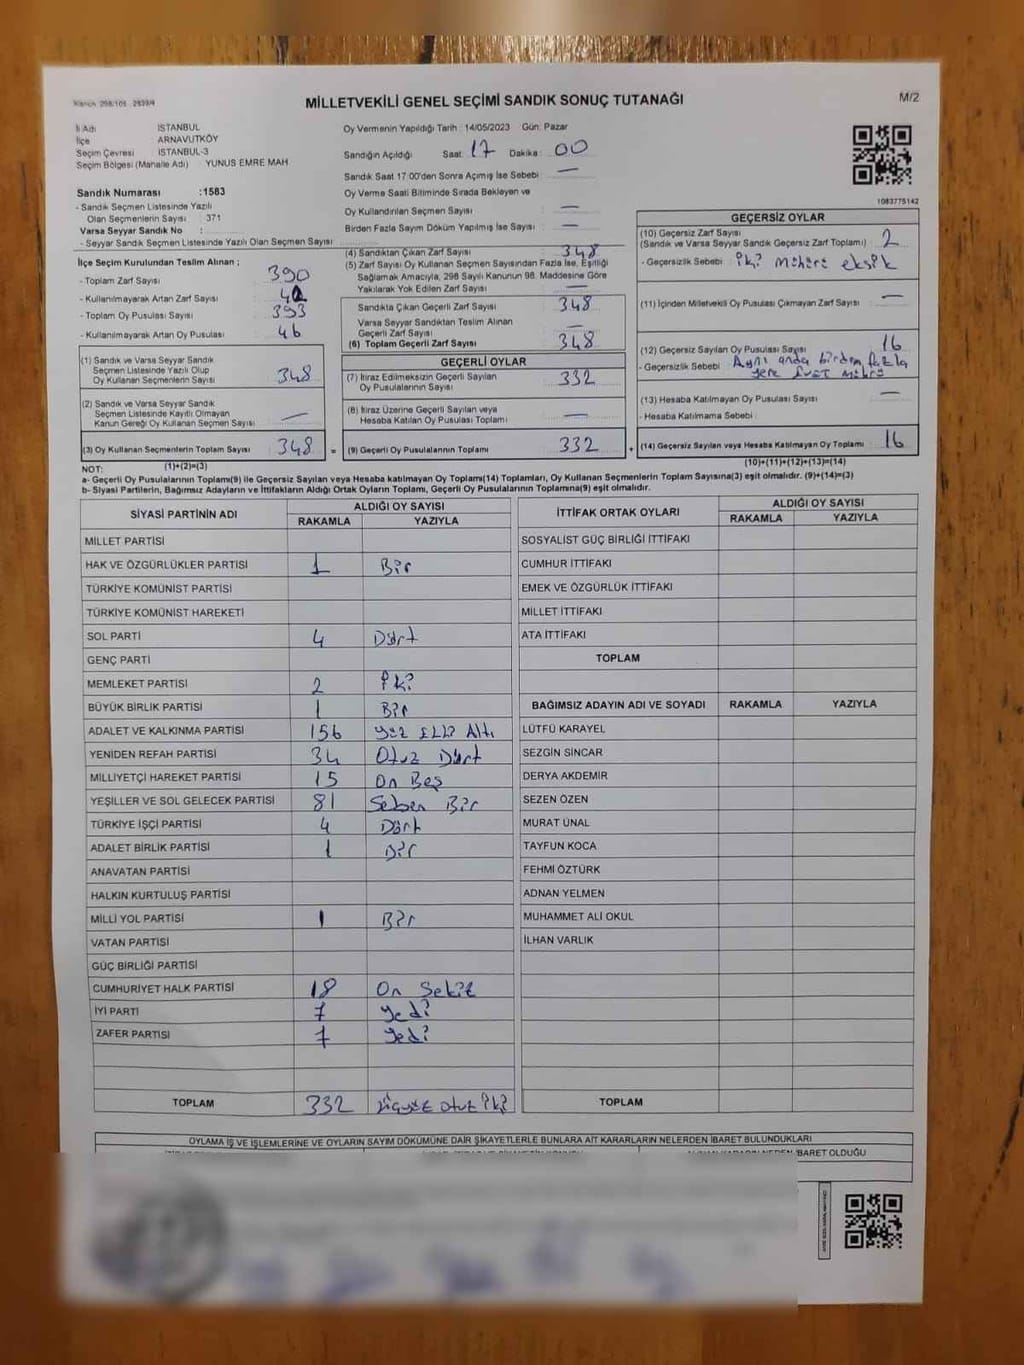 MİLLETVEKİLİ GENEL SEÇİMİ SANDIK SONUÇ TUTANAĞI
M/2
İl Adı İSTANBUL
İlçe ARNAVUTKÖY
Seçim Çevresi İSTANBUL-3
Seçim Bölgesi (Mahalle Adı) YUNUS EMRE MAH
Sandık Numarası :1583
- Sandık Seçmen Listesinde Yazılı
Olan Seçmenlerin Sayısı 371
Varsa Seyyar Sandık No :
- Seyyar Sandık Seçmen Listesinde Yazılı Olan Seçmen Sayısı
Oy Vermenin Yapıldığı Tarih : 14/05/2023 Gün: Pazar
Sandığın Açıldığı Saat: 17 Dakika: 00
Sandık Saat 17.00'den Sonra Açımış İse Sebebi : —
Oy Verme Saati Bitiminde Sırada Bekleyen ve
Oy Kullandırılan Seçmen Sayısı —
Birden Fazla Sayım Döküm Yapılmış İse Sayısı —
1083775142
İlçe Seçim Kurulundan Teslim Alınan ;
- Toplam Zarf Sayısı 390
- Kullanılmayarak Artan Zarf Sayısı
- Toplam Oy Pusulası Sayısı 393
- Kullanılmayarak Artan Oy Pusulası 46
(1) Sandık ve Varsa Seyyar Sandık
Seçmen Listesinde Yazılı Olup
Oy Kullanan Seçmenlerin Sayısı 348
(2) Sandık ve Varsa Seyyar Sandık
Seçmen Listesinde Kayıtlı Olmayan
Kanun Gereği Oy Kullanan Seçmen Sayısı —
(3) Oy Kullanan Seçmenlerin Toplam Sayısı 348 =
(1)+(2)=(3)
(4) Sandıktan Çıkan Zarf Sayısı 348
(5) Zarf Sayısı Oy Kullanan Seçmen Sayısından Fazla İse, Eşitliği
Sağlamak Amacıyla, 298 Sayılı Kanunun 98. Maddesine Göre
Yakılarak Yok Edilen Zarf Sayısı —
Sandıkta Çıkan Geçerli Zarf Sayısı 348
Varsa Seyyar Sandıktan Teslim Alınan
Geçerli Zarf Sayısı —
(6) Toplam Geçerli Zarf Sayısı 348
GEÇERLİ OYLAR
(7) İtiraz Edilmeksizin Geçerli Sayılan
Oy Pusulalarının Sayısı 332
(8) İtiraz Üzerine Geçerli Sayılan veya
Hesaba Katılan Oy Pusulası Toplamı —
(9) Geçerli Oy Pusulalarının Toplamı 332 +
GEÇERSİZ OYLAR
(10) Geçersiz Zarf Sayısı
(Sandık ve Varsa Seyyar Sandık Geçersiz Zarf Toplamı) 2
- Geçersizlik Sebebi : iki mühürü eksik
(11) İçinden Milletvekili Oy Pusulası Çıkmayan Zarf Sayısı —
(12) Geçersiz Sayılan Oy Pusulası Sayısı 16
- Geçersizlik Sebebi Aynı anda birden fazla
yere Evet mührü
(13) Hesaba Katılmayan Oy Pusulası Sayısı —
- Hesaba Katılmama Sebebi :
(14) Geçersiz Sayılan veya Hesaba Katılmayan Oy Toplamı 16
(10)+(11)+(12)+(13)=(14)
NOT:
a- Geçerli Oy Pusulalarının Toplamı(9) ile Geçersiz Sayılan veya Hesaba katılmayan Oy Toplam(14) Toplamları, Oy Kullanan Seçmenlerin Toplam Sayısına(3) eşit olmalıdır. (9)+(14)=(3)
b- Siyasi Partilerin, Bağımsız Adayların ve İttifakların Aldığı Ortak Oyların Toplamı, Geçerli Oy Pusulalarının Toplamına(9) eşit olmalıdır.
SİYASİ PARTİNİN ADI ALDIĞI OY SAYISI
RAKAMLA YAZIYLA
MİLLET PARTİSİ
HAK VE ÖZGÜRLÜKLER PARTİSİ 1 Bir
TÜRKİYE KOMÜNİST PARTİSİ
TÜRKİYE KOMÜNİST HAREKETİ
SOL PARTİ 4 Dört
GENÇ PARTİ
MEMLEKET PARTİSİ 2 iki
BÜYÜK BİRLİK PARTİSİ 1 Bir
ADALET VE KALKINMA PARTİSİ 156 Yüz Elli Altı
YENİDEN REFAH PARTİSİ 34 Otuz Dört
MİLLİYETÇİ HAREKET PARTİSİ 15 On Beş
YEŞİLLER VE SOL GELECEK PARTİSİ 81 Seksen Bir
TÜRKİYE İŞÇİ PARTİSİ 4 Dört
ADALET BİRLİK PARTİSİ 1 Bir
ANAVATAN PARTİSİ
HALKIN KURTULUŞ PARTİSİ
MİLLİ YOL PARTİSİ 1 Bir
VATAN PARTİSİ
GÜÇ BİRLİĞİ PARTİSİ
CUMHURİYET HALK PARTİSİ 18 On Sekiz
İYİ PARTİ 7 Yedi
ZAFER PARTİSİ 7 Yedi
TOPLAM 332 üçyüz otuz iki
İTTİFAK ORTAK OYLARI ALDIĞI OY SAYISI
RAKAMLA YAZIYLA
SOSYALİST GÜÇ BİRLİĞİ İTTİFAKI
CUMHUR İTTİFAKI
EMEK VE ÖZGÜRLÜK İTTİFAKI
MİLLET İTTİFAKI
ATA İTTİFAKI
TOPLAM
BAĞIMSIZ ADAYIN ADI VE SOYADI RAKAMLA YAZIYLA
LÜTFÜ KARAYEL
SEZGİN SİNCAR
DERYA AKDEMİR
SEZEN ÖZEN
MURAT ÜNAL
TAYFUN KOCA
FEHMİ ÖZTÜRK
ADNAN YELMEN
MUHAMMET ALİ OKUL
İLHAN VARLIK
TOPLAM
OYLAMA İŞ VE İŞLEMLERİNE VE OYLARIN SAYIM DÖKÜMÜNE DAİR ŞİKAYETLERLE BUNLARA AİT KARARLARIN NELERDEN İBARET BULUNDUKLARI
İBARET OLDUĞU